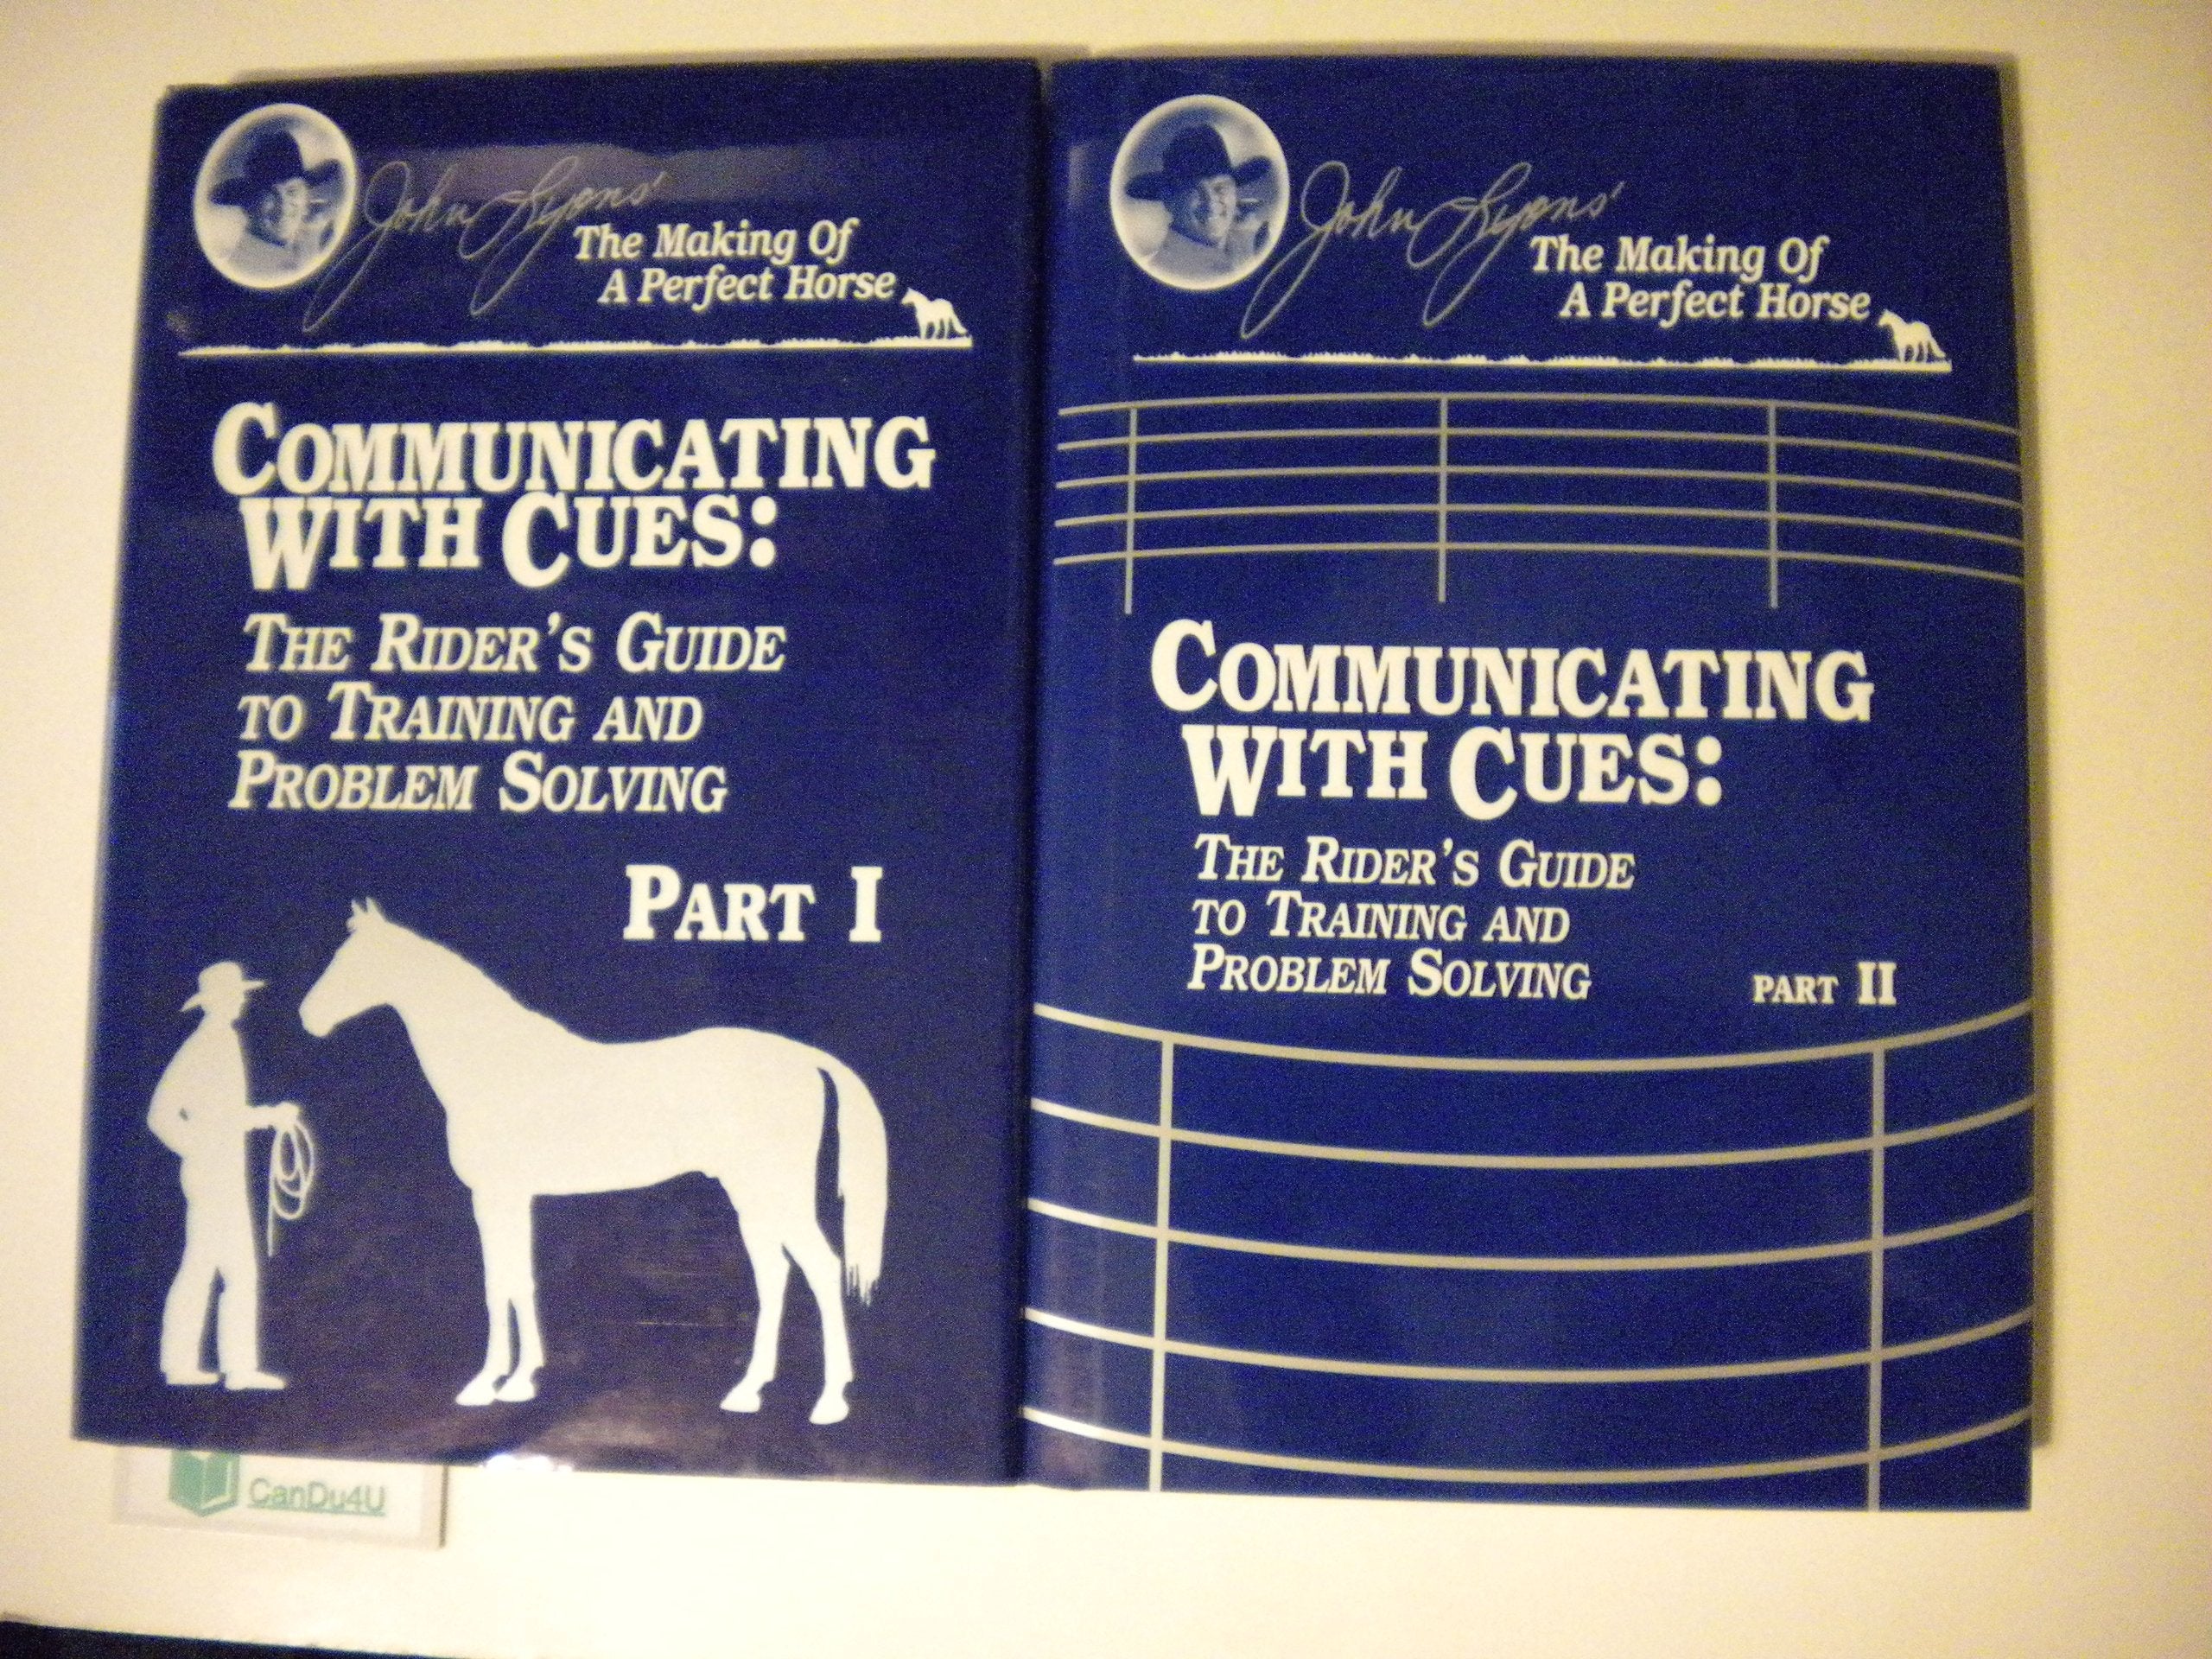 John Lyons'
The Making Of
A Perfect Horse
COMMUNICATING
WITH CUES:
THE RIDER'S GUIDE
TO TRAINING AND
PROBLEM SOLVING
PART I
CanDu4U
John Lyons'
The Making Of
A Perfect Horse
COMMUNICATING
WITH CUES:
THE RIDER'S GUIDE
TO TRAINING AND
PROBLEM SOLVING
PART II